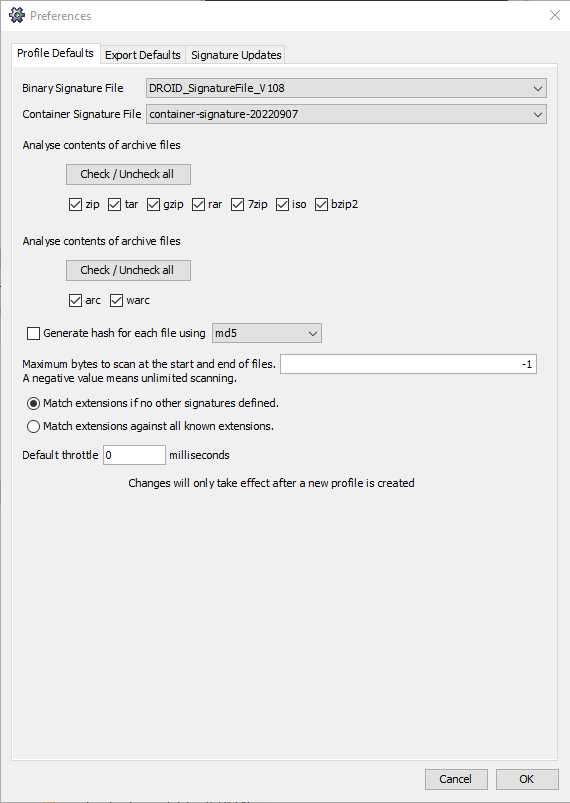 Preferences
Profile Defaults Export Defaults Signature Updates
Binary Signature File DROID_SignatureFile_V108
Container Signature File container-signature-20220907
Analyse contents of archive files
Check / Uncheck all
zip tar gzip rar 7zip iso bzip2
Analyse contents of archive files
Check / Uncheck all
arc warc
Generate hash for each file using md5
Maximum bytes to scan at the start and end of files. -1
A negative value means unlimited scanning.
Match extensions if no other signatures defined.
Match extensions against all known extensions.
Default throttle 0 milliseconds
Changes will only take effect after a new profile is created
Cancel OK